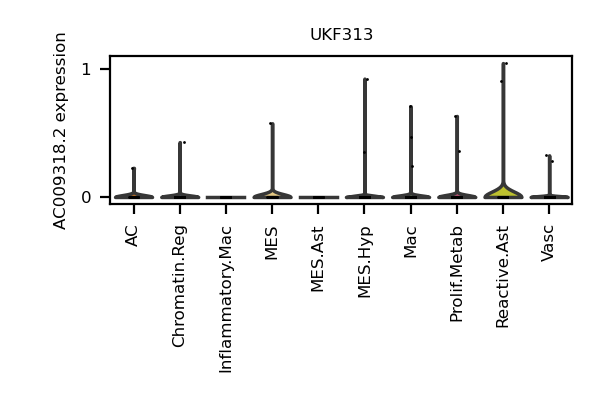 UKF313
AC009318.2 expression
1
0
AC
Chromatin.Reg
Inflammatory.Mac
MES
MES.Ast
MES.Hyp
Mac
Prolif.Metab
Reactive.Ast
Vasc